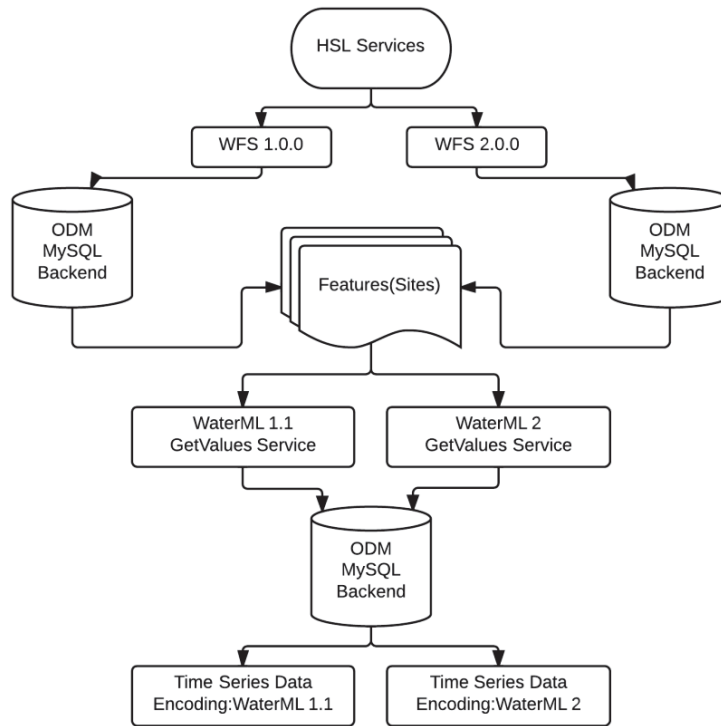 HSL Services
WFS 1.0.0
WFS 2.0.0
ODM
MySQL
Backend
Features(Sites)
ODM
MySQL
Backend
WaterML 1.1
GetValues Service
WaterML 2
GetValues Service
ODM
MySQL
Backend
Time Series Data
Encoding:WaterML 1.1
Time Series Data
Encoding:WaterML 2